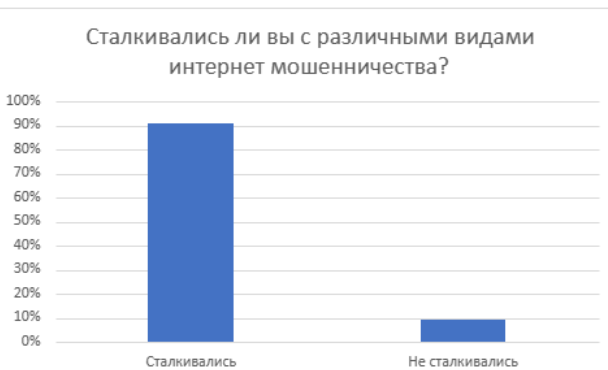 Сталкивались ли вы с различными видами
интернет мошенничества?
100%
90%
80%
70%
60%
50%
40%
30%
20%
10%
0%
Сталкивались
Не сталкивались